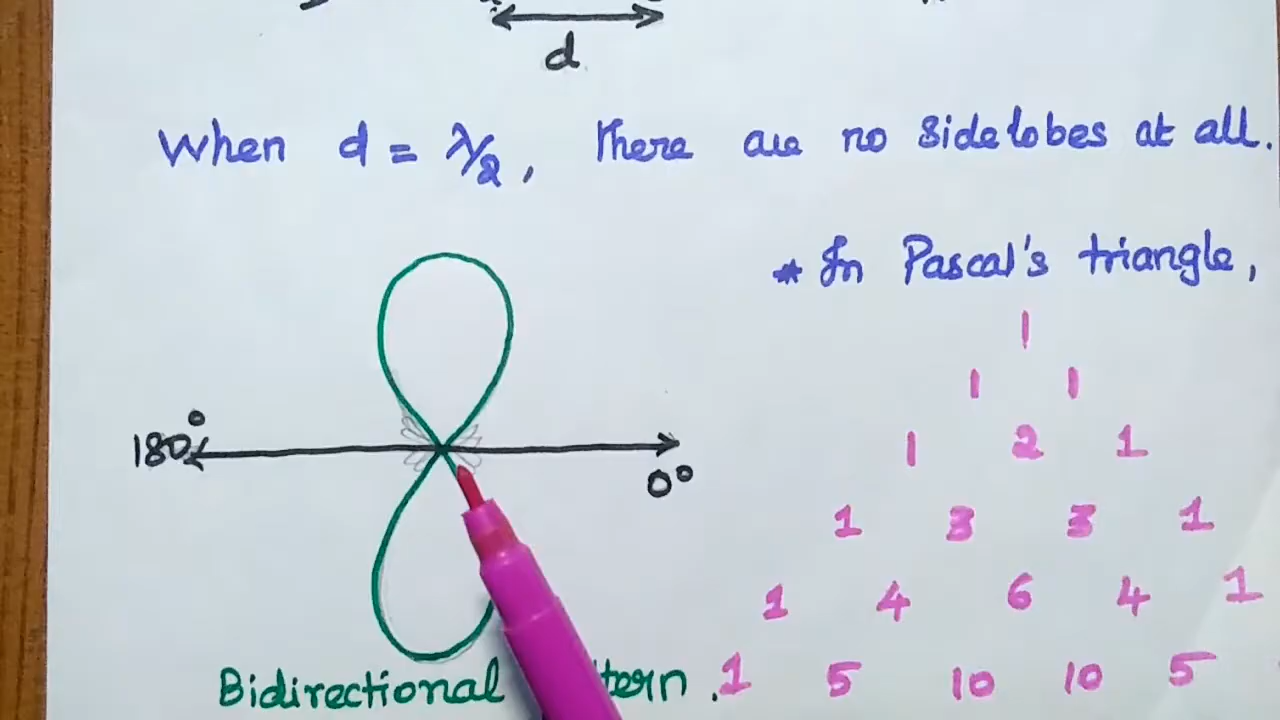 d
When d = λ/2, There are no sidelobes at all.
* In Pascal's triangle,
1
1 1
1 2 1
1 3 3 1
1 4 6 4 1
1 5 10 10 5
180°
0°
Bidirectional